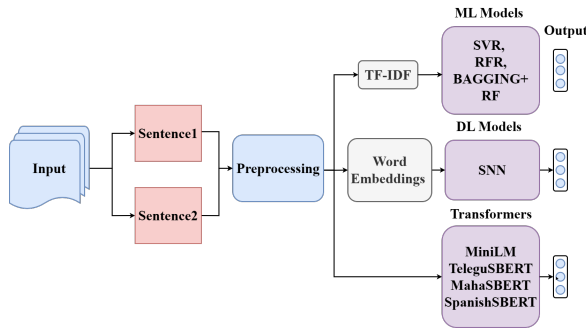 ML Models
Output
SVR,
RFR,
BAGGING+
RF
TF-IDF
DL Models
Sentence1
Input
Preprocessing
Word
Embeddings
SNN
Sentence2
Transformers
MiniLM
TeleguSBERT
MahaSBERT
SpanishSBERT